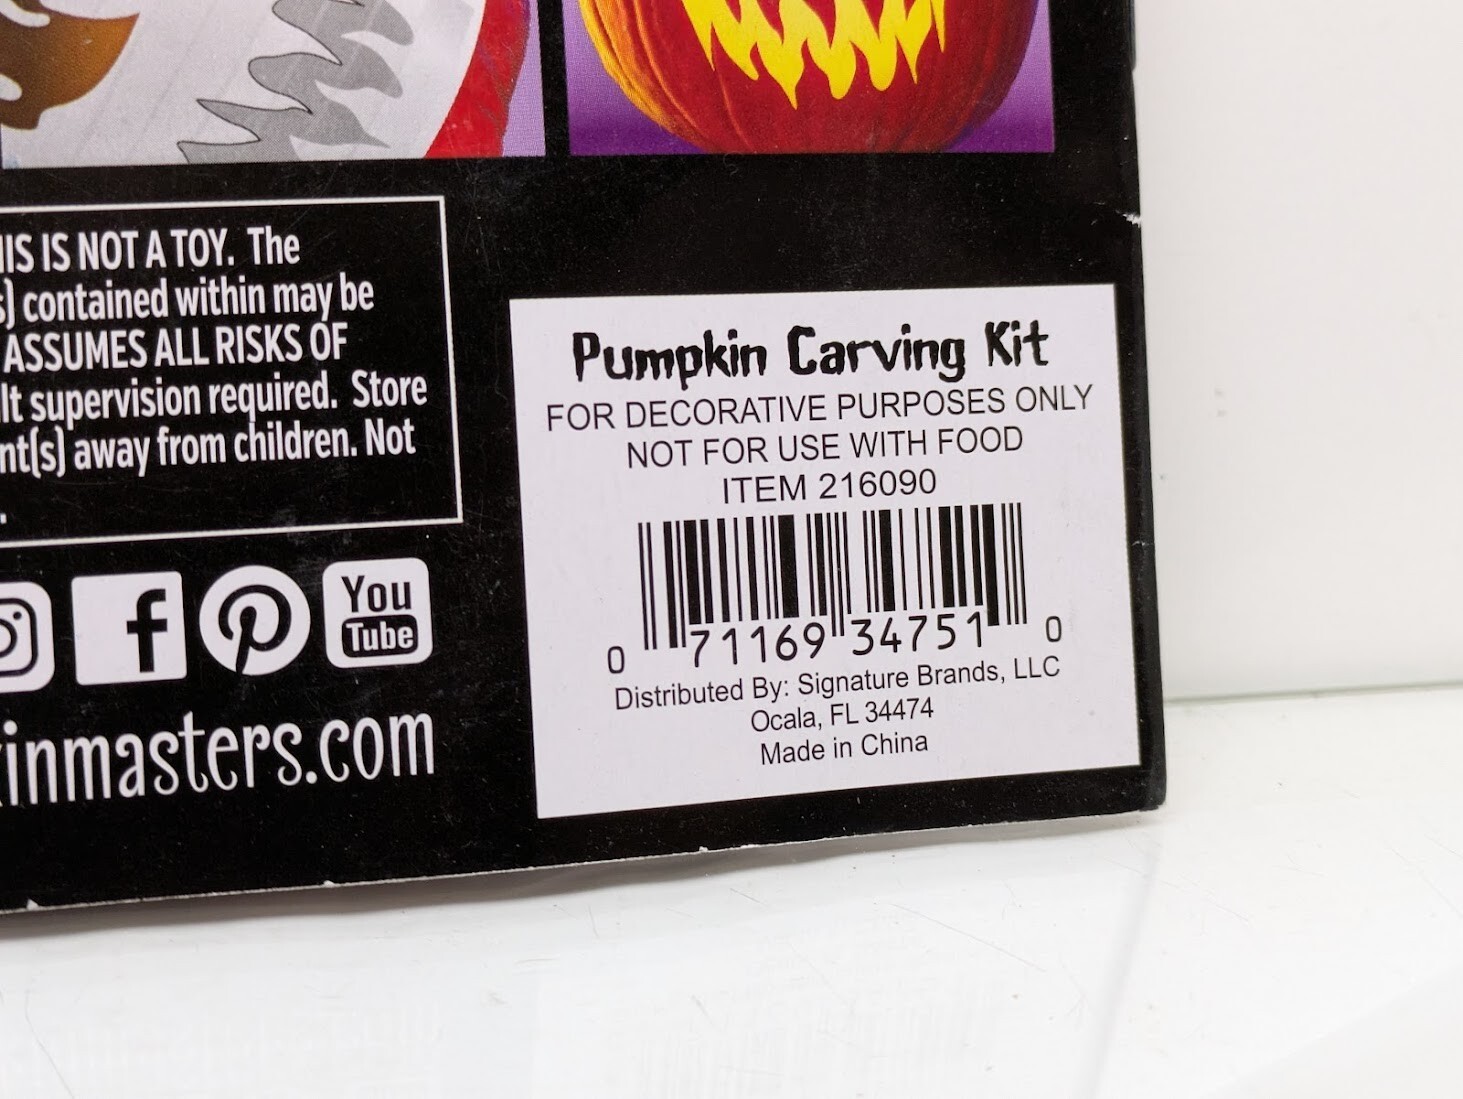 IS IS NOT A TOY. The
contained within may be
ASSUMES ALL RISKS OF
lt supervision required. Store
nt(s) away from children. Not
.
f
You
Tube
inmasters.com
Pumpkin Carving Kit
FOR DECORATIVE PURPOSES ONLY
NOT FOR USE WITH FOOD
ITEM 216090
0 71169 34751 0
Distributed By: Signature Brands, LLC
Ocala, FL 34474
Made in China